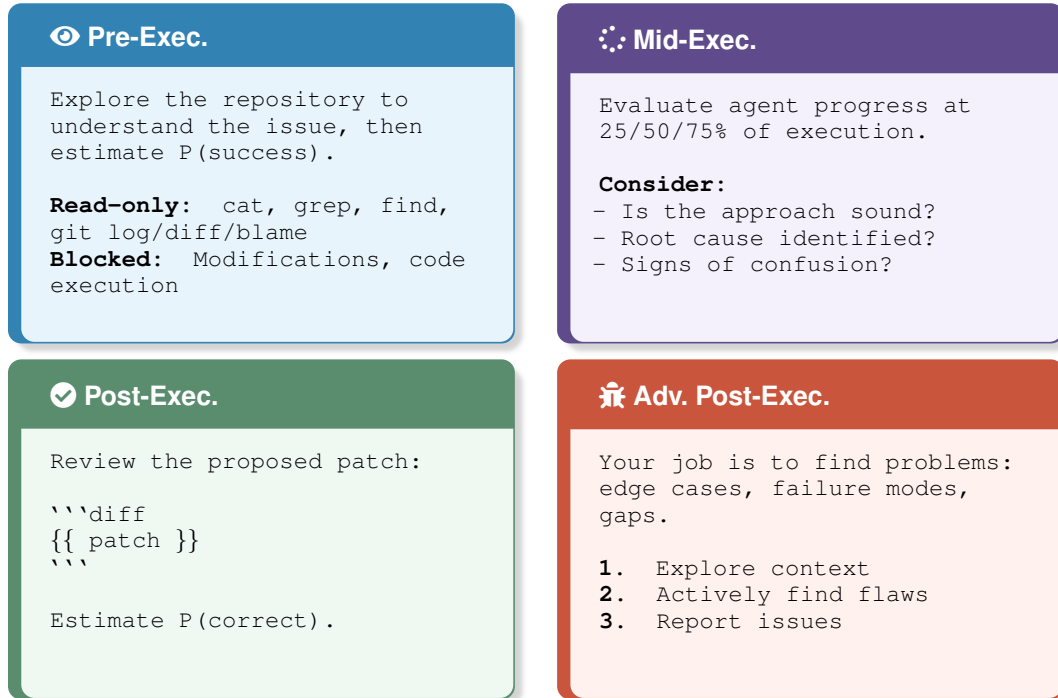 Pre-Exec.
Explore the repository to
understand the issue, then
estimate P(success).
Read-only: cat, grep, find,
git log/diff/blame
Blocked: Modifications, code
execution
Mid-Exec.
Evaluate agent progress at
25/50/75% of execution.
Consider:
- Is the approach sound?
- Root cause identified?
- Signs of confusion?
Post-Exec.
Review the proposed patch:
```diff
{{ patch }}
```
Estimate P(correct).
Adv. Post-Exec.
Your job is to find problems:
edge cases, failure modes,
gaps.
1. Explore context
2. Actively find flaws
3. Report issues